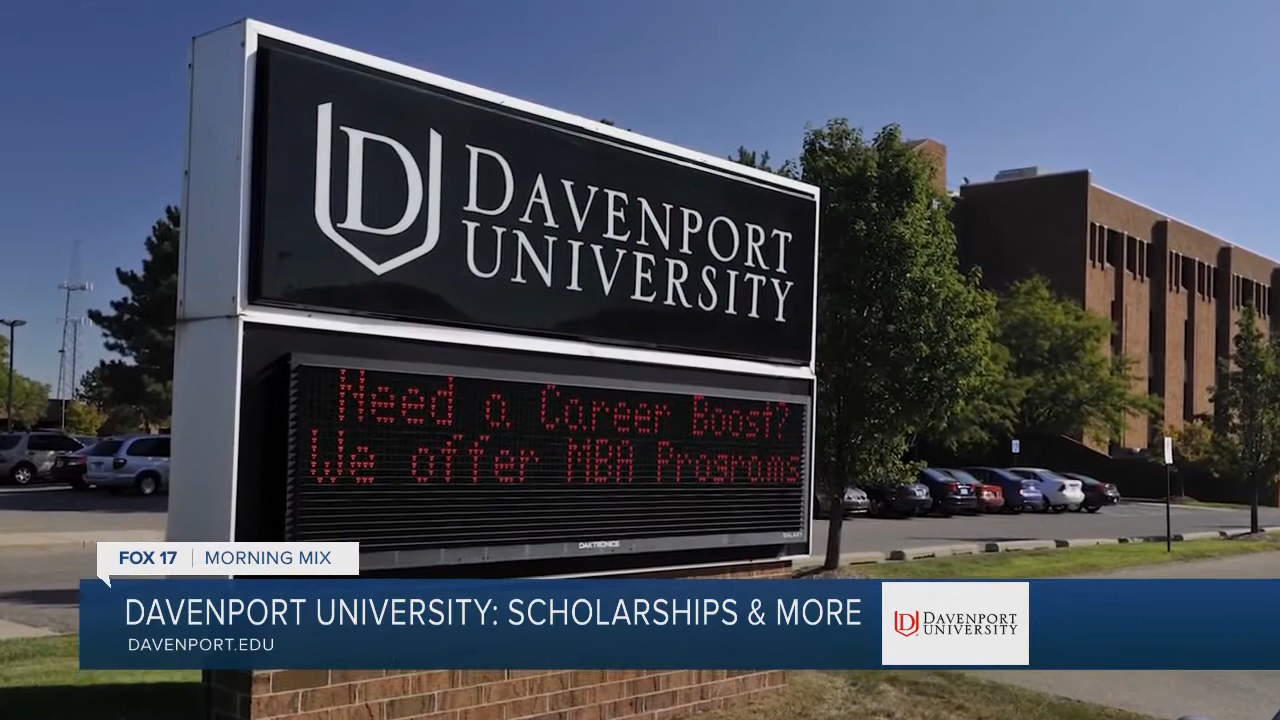 D
DAVENPORT
UNIVERSITY
Need a Career Boost?
We offer MBA Programs
DAKTRONICS
GALAXY
FOX 17 | MORNING MIX
DAVENPORT UNIVERSITY: SCHOLARSHIPS & MORE
DAVENPORT.EDU
D
DAVENPORT
UNIVERSITY